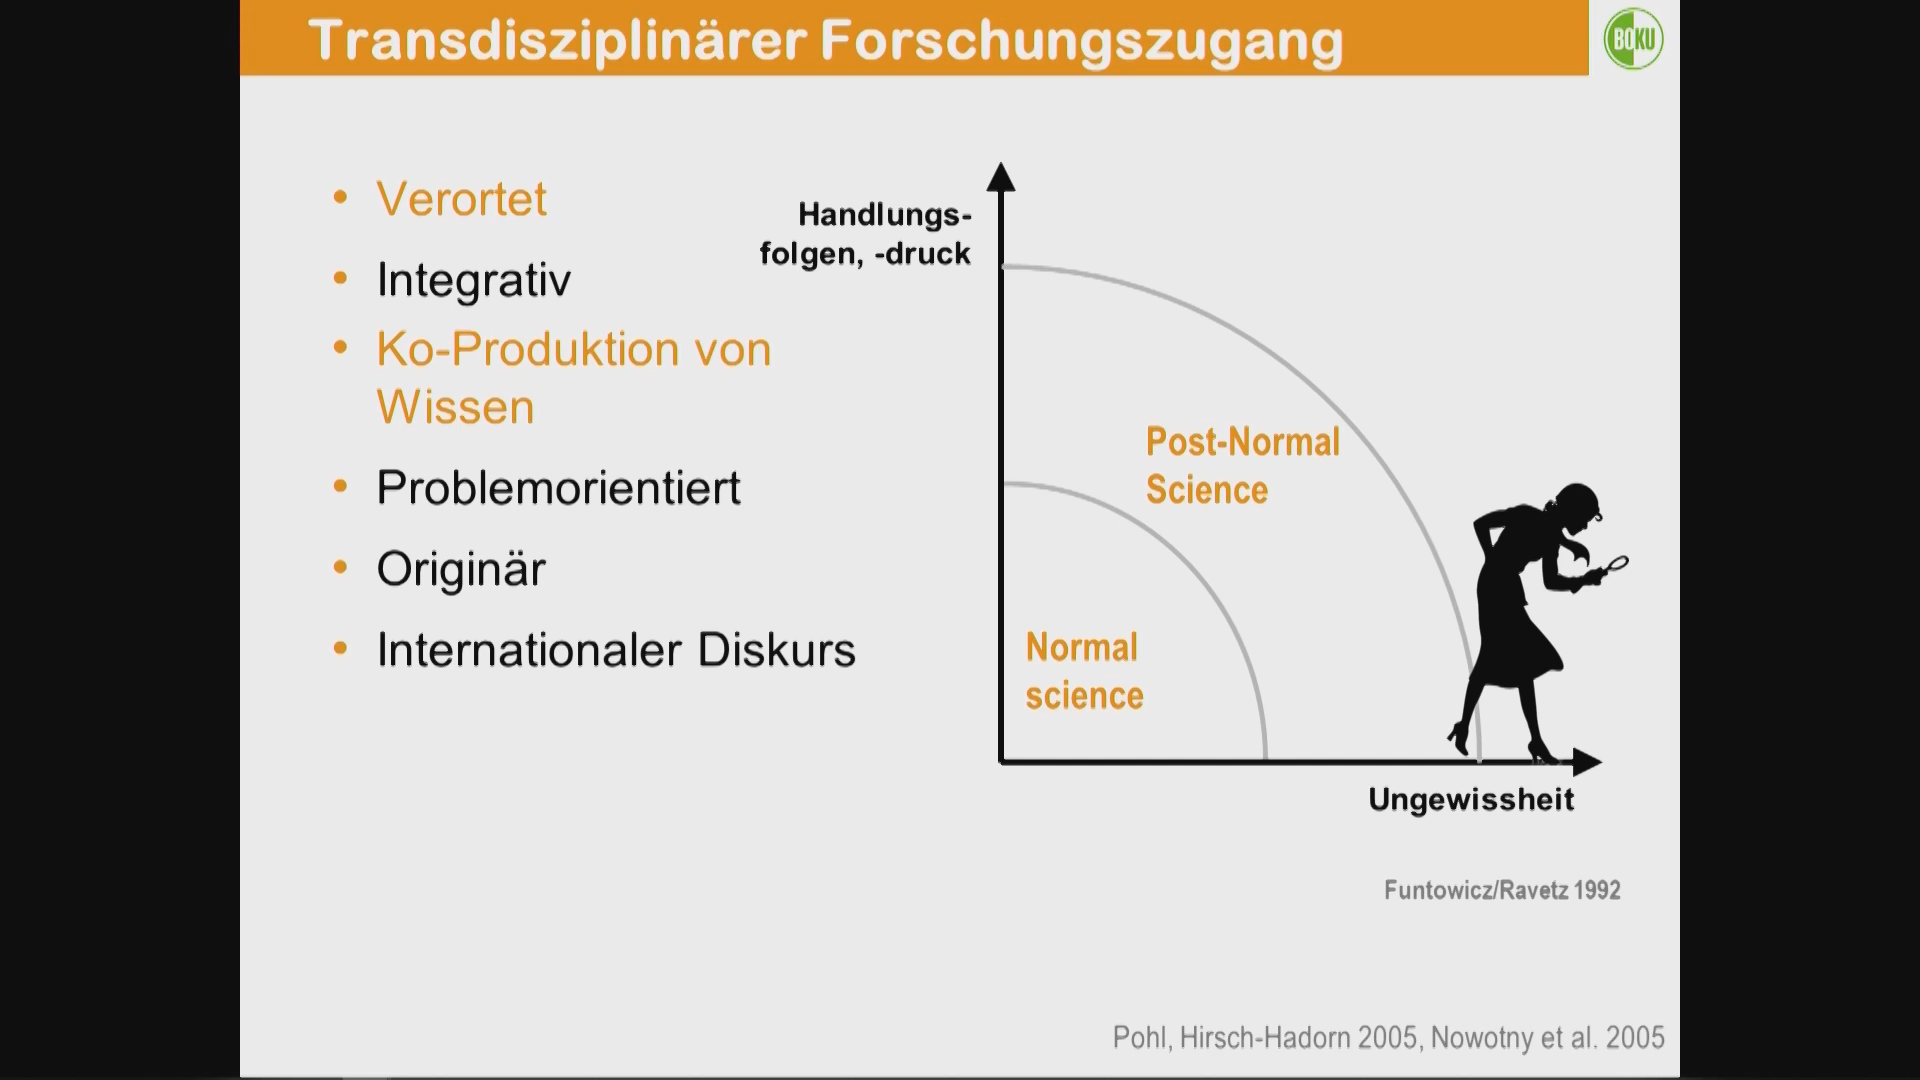 Transdisziplinärer Forschungszugang
BOKU
• Verortet
• Integrativ
• Ko-Produktion von
Wissen
• Problemorientiert
• Originär
• Internationaler Diskurs
Handlungs-
folgen, -druck
Post-Normal
Science
Normal
science
Ungewissheit
Funtowicz/Ravetz 1992
Pohl, Hirsch-Hadorn 2005, Nowotny et al. 2005